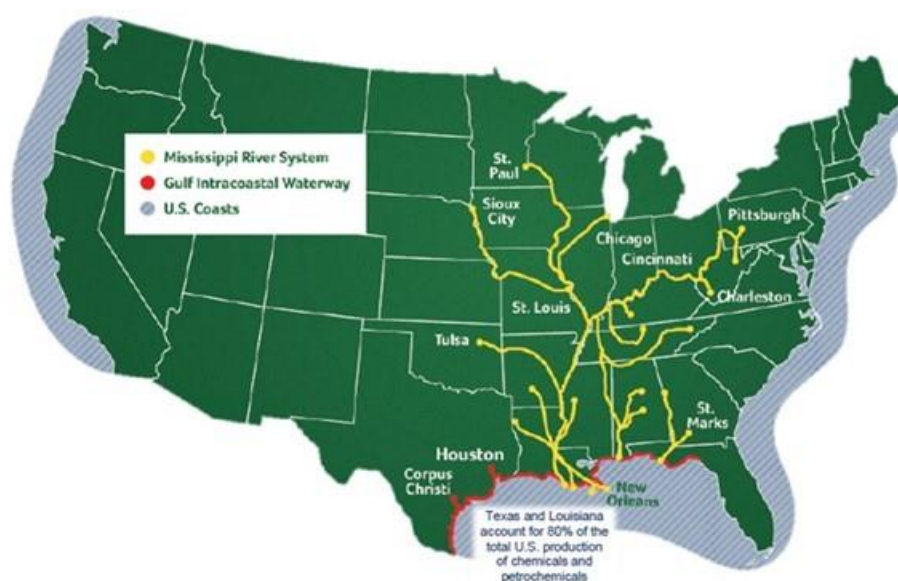 Mississippi River System
Gulf Intracoastal Waterway
U.S. Coasts
St.
Paul
Sioux
City
Chicago
Pittsburgh
Cincinnati
Charleston
St. Louis
Tulsa
St.
Marks
Houston
Corpus
Christi
New
Orleans
Texas and Louisiana
account for 80% of the
total U.S. production
of chemicals and
petrochemicals